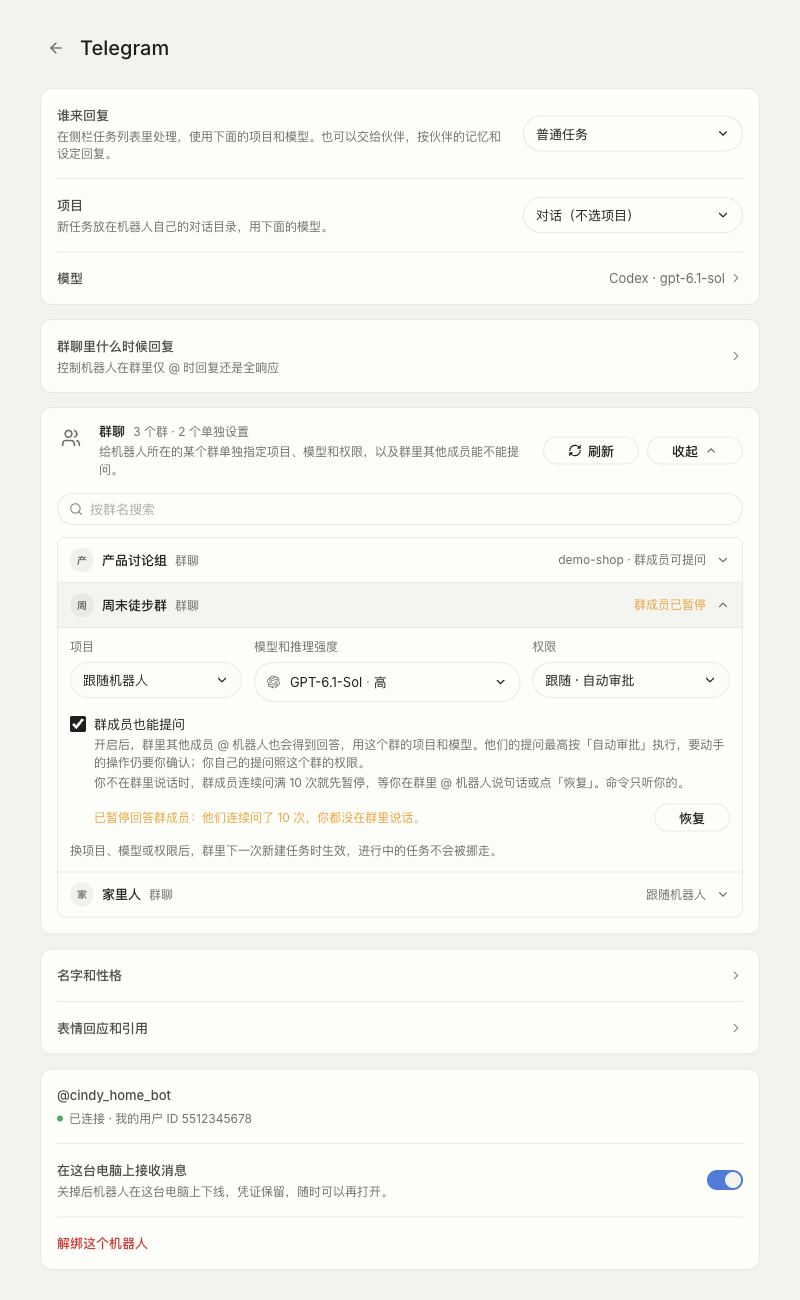 Telegram
谁来回复
在侧栏任务列表里处理，使用下面的项目和模型。也可以交给伙伴，按伙伴的记忆和
设定回复。
普通任务
项目
新任务放在机器人自己的对话目录，用下面的模型。
对话（不选项目）
模型
Codex · gpt-6.1-sol
群聊里什么时候回复
控制机器人在群里仅 @ 时回复还是全响应
群聊 3 个群 · 2 个单独设置
给机器人所在的某个群单独指定项目、模型和权限，以及群里其他成员能不能提
问。
刷新
收起
按群名搜索
产 产品讨论组 群聊
demo-shop · 群成员可提问
周 周末徒步群 群聊
群成员已暂停
项目
模型和推理强度
权限
跟随机器人
GPT-6.1-Sol · 高
跟随 · 自动审批
群成员也能提问
开启后，群里其他成员 @ 机器人也会得到回答，用这个群的项目和模型。他们的提问最高按「自动审批」执行，要动手
的操作仍要你确认；你自己的提问照这个群的权限。
你不在群里说话时，群成员连续问满 10 次就先暂停，等你在群里 @ 机器人说句话或点「恢复」。命令只听你的。
已暂停回答群成员：他们连续问了 10 次，你都没在群里说话。
恢复
换项目、模型或权限后，群里下一次新建任务时生效，进行中的任务不会被挪走。
家 家里人 群聊
跟随机器人
名字和性格
表情回应和引用
@cindy_home_bot
已连接 · 我的用户 ID 5512345678
在这台电脑上接收消息
关掉后机器人在这台电脑上下线，凭证保留，随时可以再打开。
解绑这个机器人